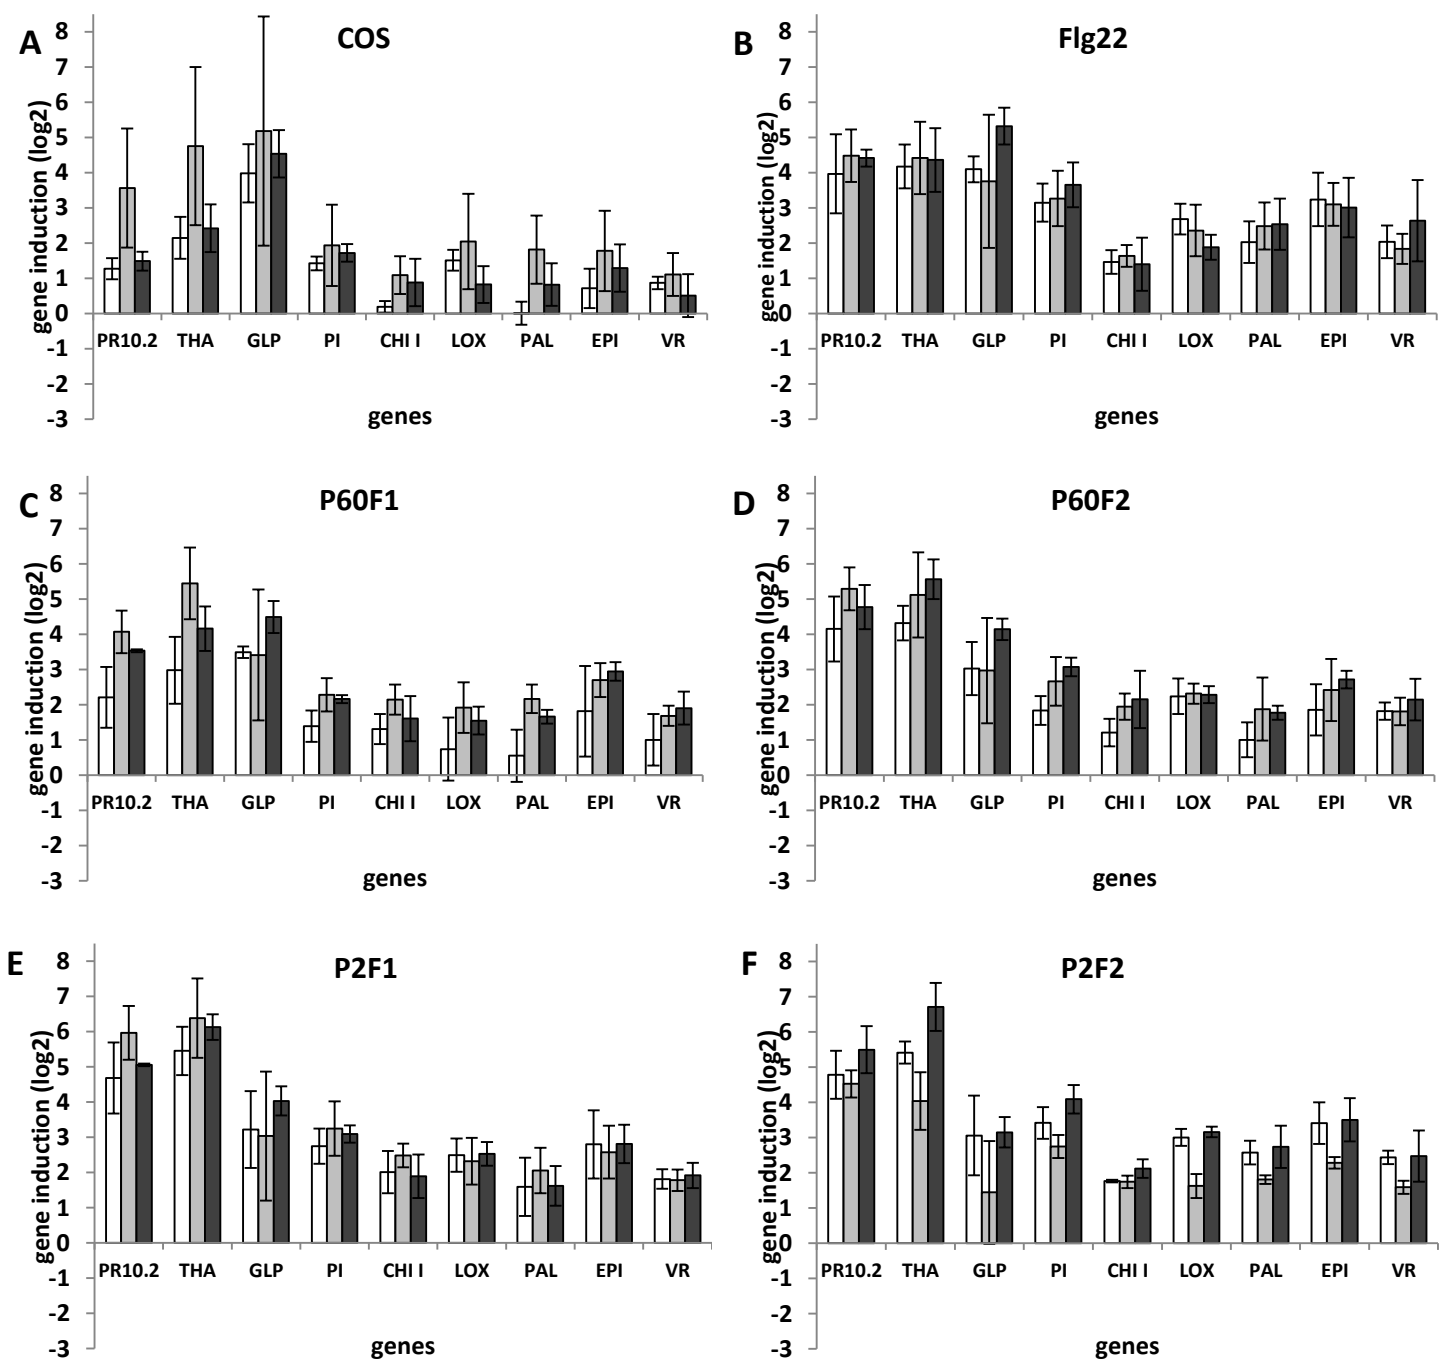 A
COS
gene induction (log2)
8
7
6
5
4
3
2
1
0
-1
-2
-3
PR10.2 THA GLP PI CHI I LOX PAL EPI VR
genes
B
Flg22
gene induction (log2)
8
7
6
5
4
3
2
1
0
-1
-2
-3
PR10.2 THA GLP PI CHI I LOX PAL EPI VR
genes
C
P60F1
gene induction (log2)
8
7
6
5
4
3
2
1
0
-1
-2
-3
PR10.2 THA GLP PI CHI I LOX PAL EPI VR
genes
D
P60F2
gene induction (log2)
8
7
6
5
4
3
2
1
0
-1
-2
-3
PR10.2 THA GLP PI CHI I LOX PAL EPI VR
genes
E
P2F1
gene induction (log2)
8
7
6
5
4
3
2
1
0
-1
-2
-3
PR10.2 THA GLP PI CHI I LOX PAL EPI VR
genes
F
P2F2
gene induction (log2)
8
7
6
5
4
3
2
1
0
-1
-2
-3
PR10.2 THA GLP PI CHI I LOX PAL EPI VR
genes